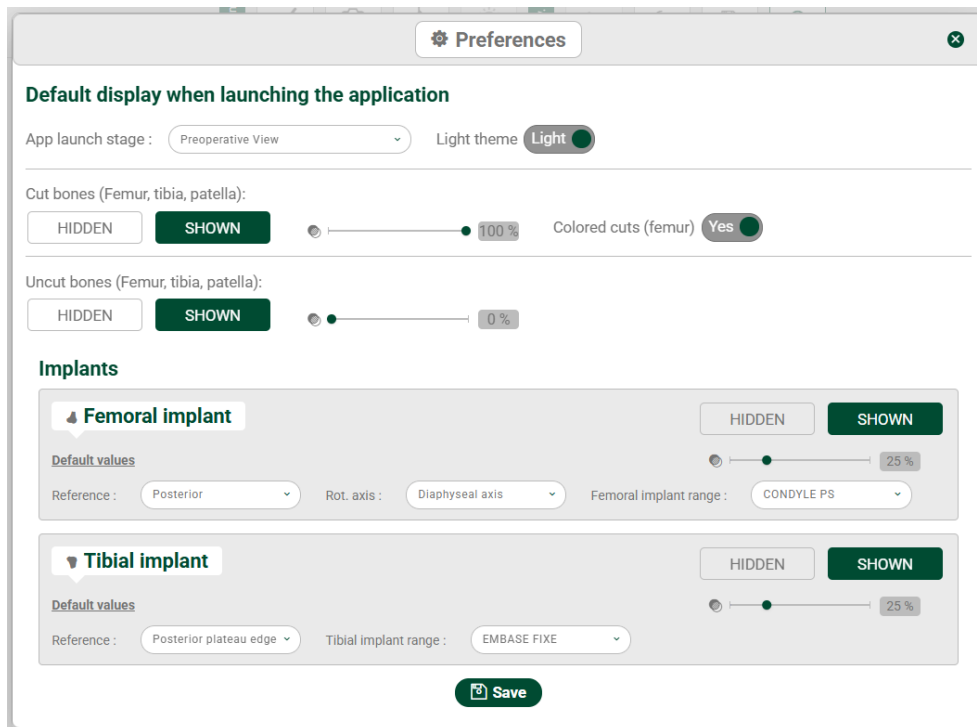 Preferences
Default display when launching the application
App launch stage : Preoperative View Light theme Light
Cut bones (Femur, tibia, patella):
HIDDEN SHOWN 100 % Colored cuts (femur) Yes
Uncut bones (Femur, tibia, patella):
HIDDEN SHOWN 0 %
Implants
Femoral implant HIDDEN SHOWN
Default values 25 %
Reference : Posterior Rot. axis : Diaphyseal axis Femoral implant range : CONDYLE PS
Tibial implant HIDDEN SHOWN
Default values 25 %
Reference : Posterior plateau edge Tibial implant range : EMBASE FIXE
Save